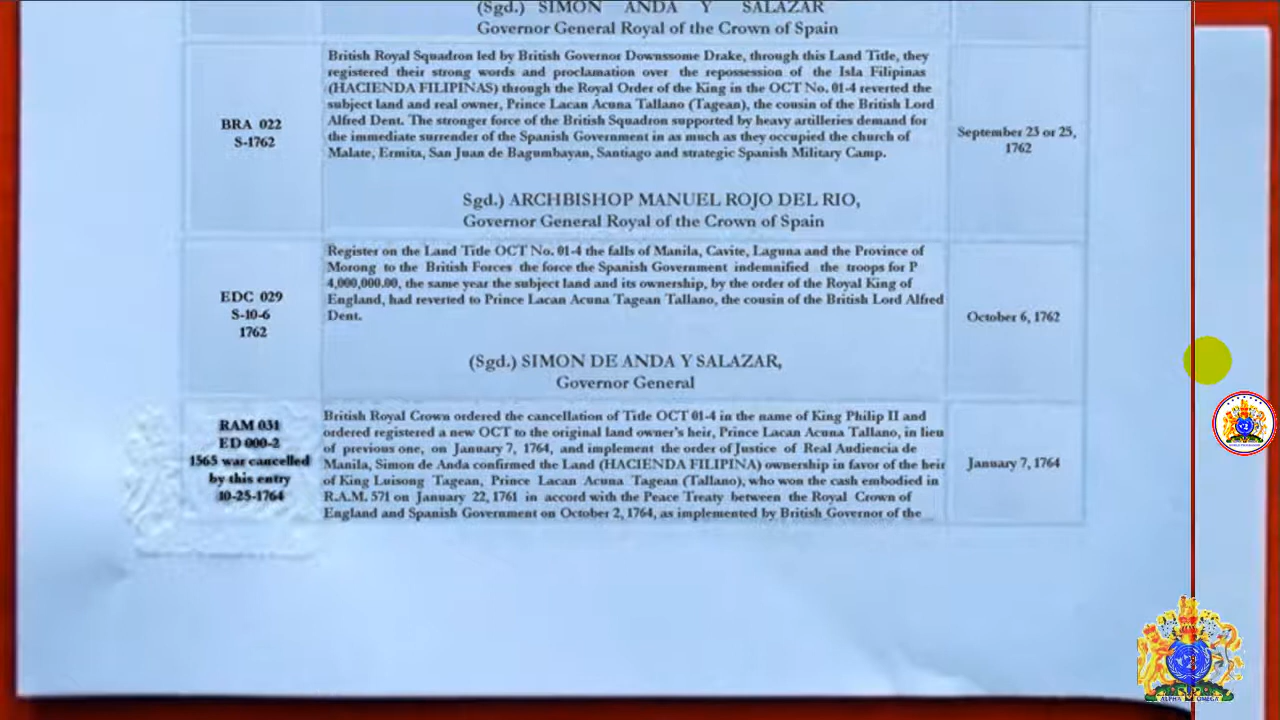 (Sgd.) SIMON ANDA Y SALAZAR
Governor General Royal of the Crown of Spain
BRA 022
S-1762
British Royal Squadron led by British Governor Downssome Drake, through this Land Title, they
registered their strong words and proclamation over the repossession of the Isla Filipinas
(HACIENDA FILIPINAS) through the Royal Order of the King in the OCT No. 01-4 reverted the
subject land and real owner, Prince Lacan Acuna Tallano (Tagean), the cousin of the British Lord
Alfred Dent. The stronger force of the British Squadron supported by heavy artilleries demand for
the immediate surrender of the Spanish Government in as much as they occupied the church of
Malate, Ermita, San Juan de Bagumbayan, Santiago and strategic Spanish Military Camp.
Sgd.) ARCHBISHOP MANUEL ROJO DEL RIO,
Governor General Royal of the Crown of Spain
September 23 or 25,
1762
EDC 029
S-10-6
1762
Register on the Land Title OCT No. 01-4 the falls of Manila, Cavite, Laguna and the Province of
Morong to the British Forces the force the Spanish Government indemnified the troops for P
4,000,000.00, the same year the subject land and its ownership, by the order of the Royal King of
England, had reverted to Prince Lacan Acuna Tagean Tallano, the cousin of the British Lord Alfred
Dent.
(Sgd.) SIMON DE ANDA Y SALAZAR,
Governor General
October 6, 1762
RAM 031
ED 000-2
1565 war cancelled
by this entry
10-25-1764
British Royal Crown ordered the cancellation of Title OCT 01-4 in the name of King Philip II and
ordered registered a new OCT to the original land owner's heir, Prince Lacan Acuna Tallano, in lieu
of previous one, on January 7, 1764, and implement the order of Justice of Real Audiencia de
Manila, Simon de Anda confirmed the Land (HACIENDA FILIPINA) ownership in favor of the heir
of King Luisong Tagean, Prince Lacan Acuna Tagean (Tallano), who won the cash embodied in
R.A.M. 571 on January 22, 1761 in accord with the Peace Treaty between the Royal Crown of
England and Spanish Government on October 2, 1764, as implemented by British Governor of the
January 7, 1764
ALPHA OMEGA